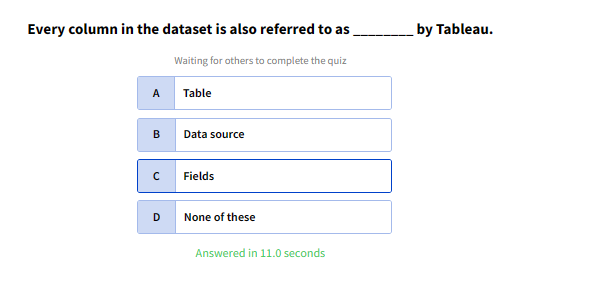 Every column in the dataset is also referred to as ________ by Tableau.
Waiting for others to complete the quiz
A Table
B Data source
C Fields
D None of these
Answered in 11.0 seconds